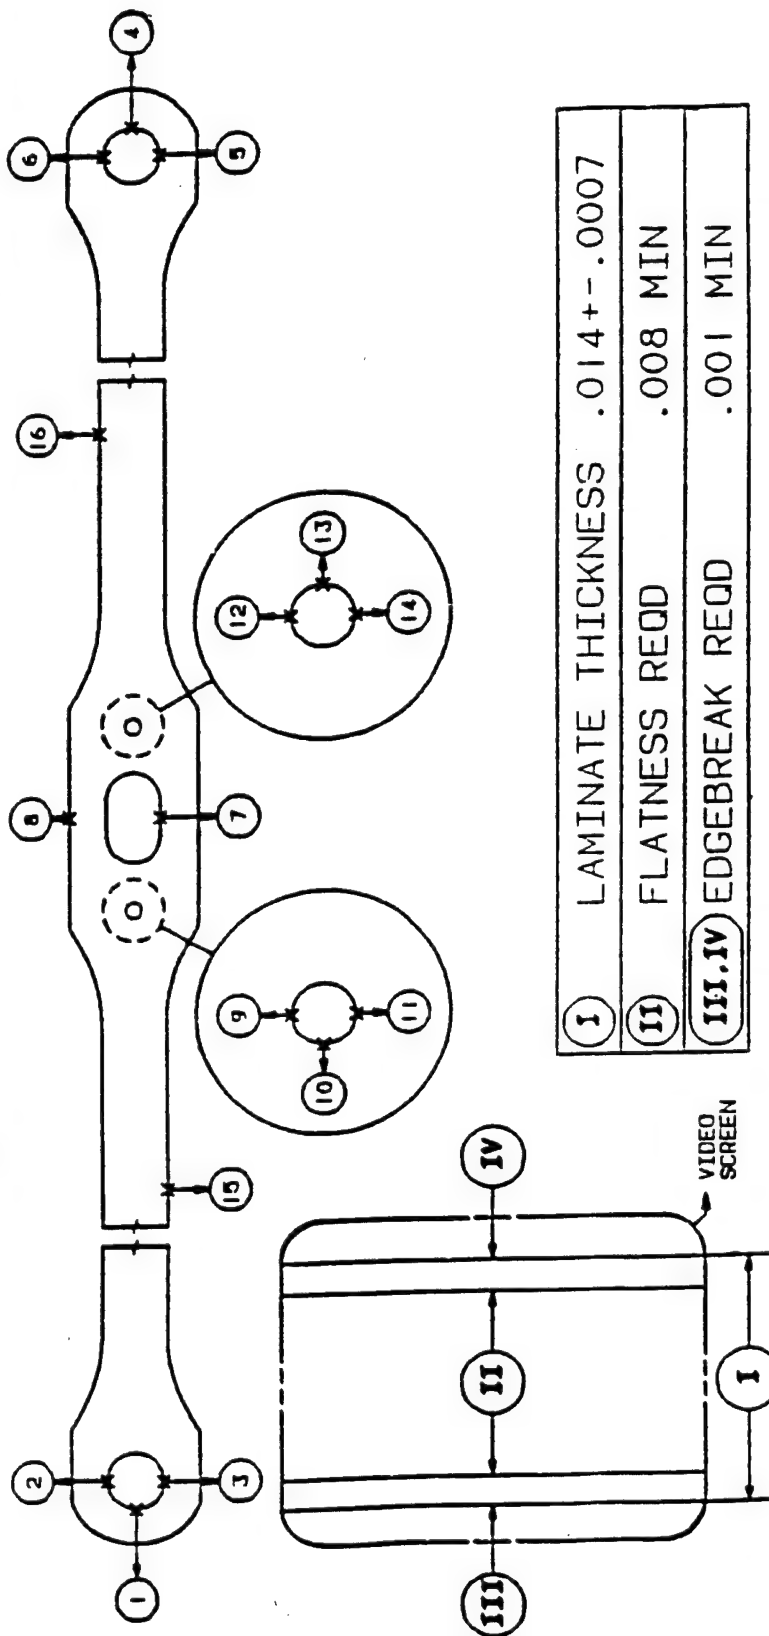 1
2
3
4
5
6
7
8
9
10
11
12
13
14
15
16
III
II
IV
I
VIDEO
SCREEN
I LAMINATE THICKNESS .014+-.0007
II FLATNESS REQD .008 MIN
III.IV EDGEBREAK REQD .001 MIN